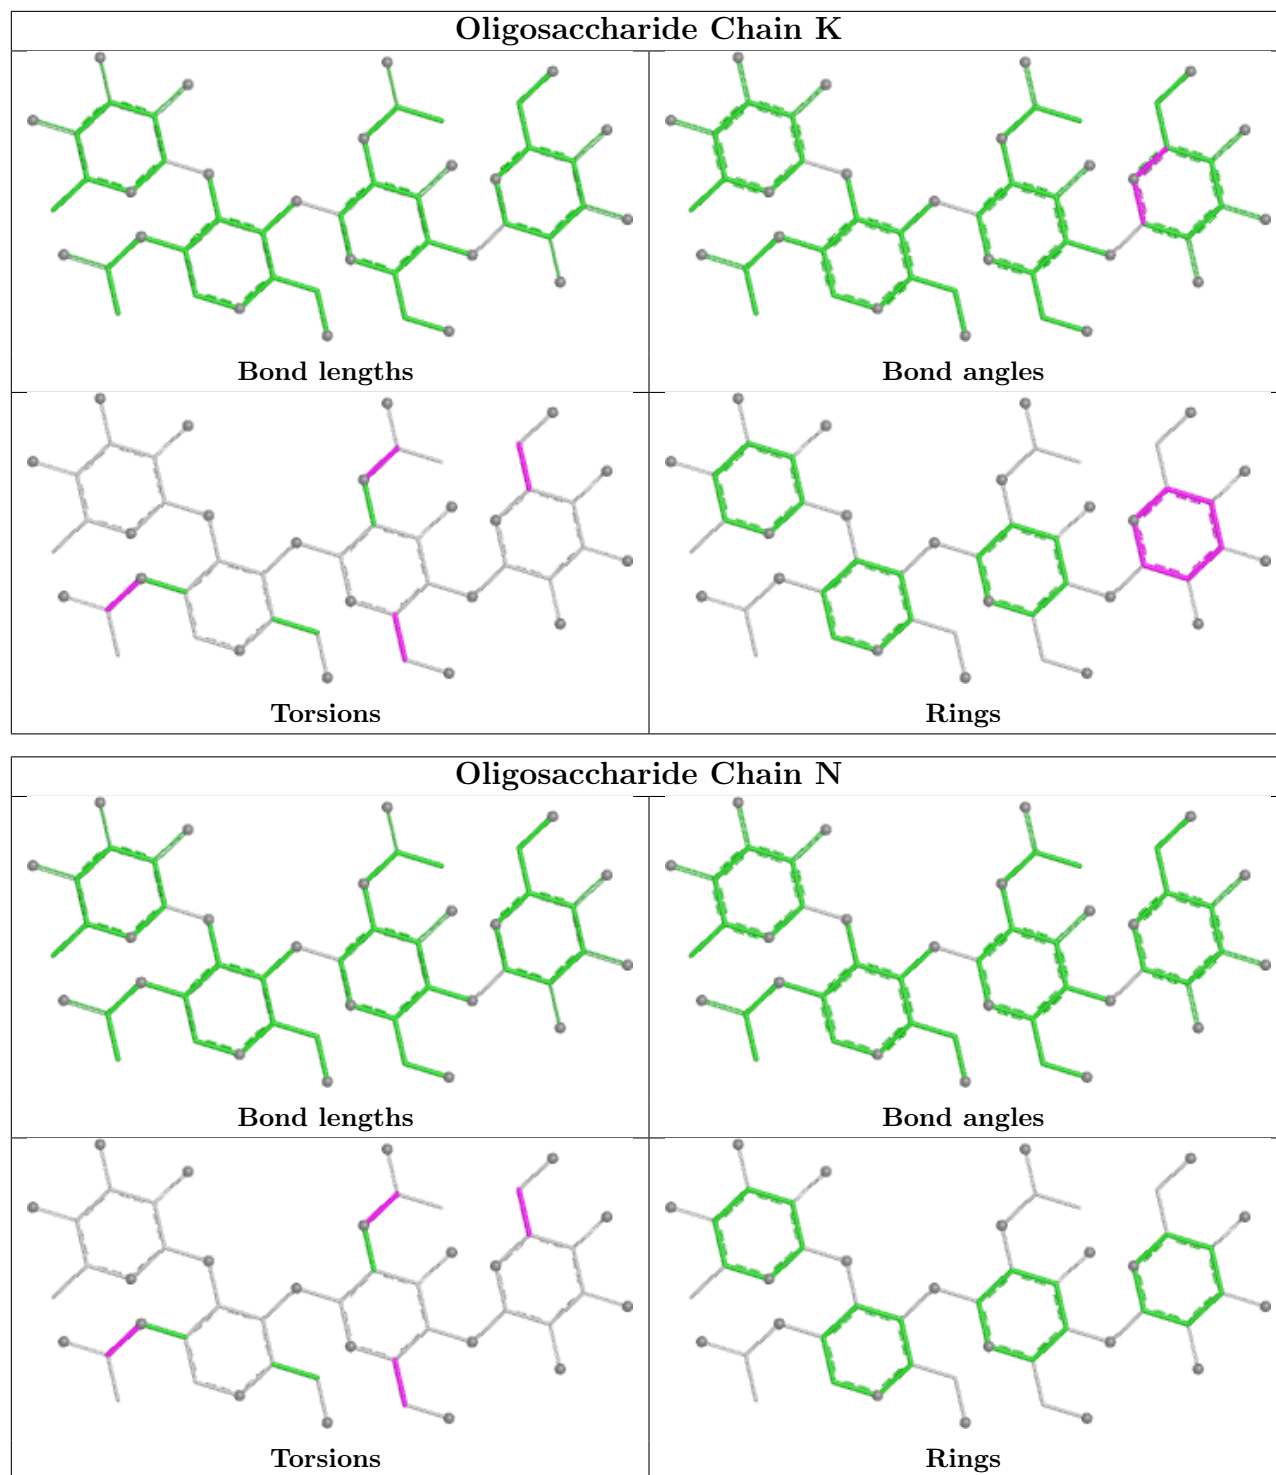 Oligosaccharide Chain K
Bond lengths
Bond angles
Torsions
Rings
Oligosaccharide Chain N
Bond lengths
Bond angles
Torsions
Rings